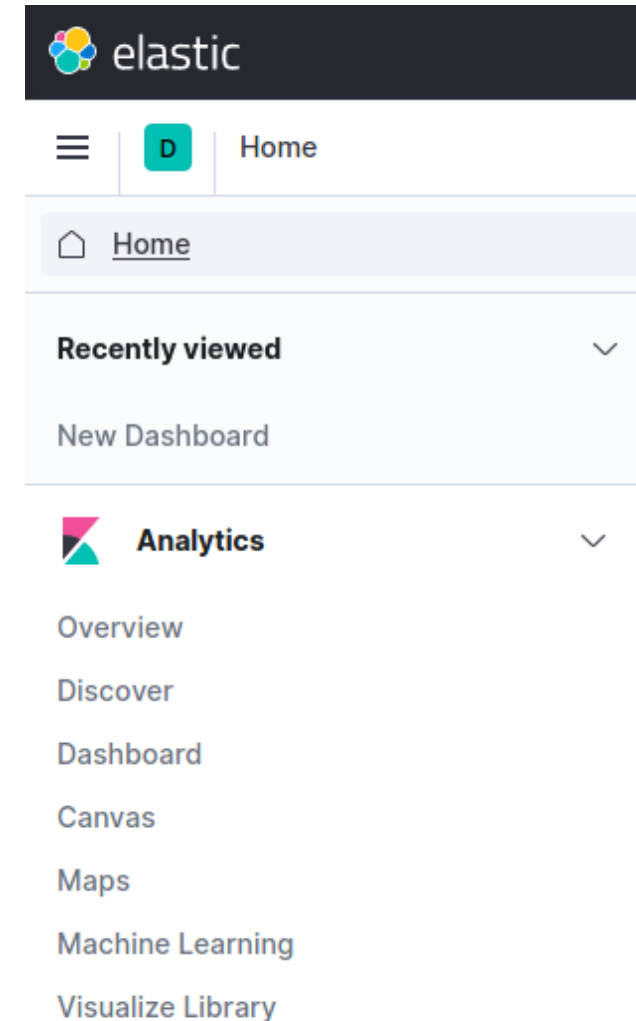 elastic
D Home
Home
Recently viewed
New Dashboard
Analytics
Overview
Discover
Dashboard
Canvas
Maps
Machine Learning
Visualize Library